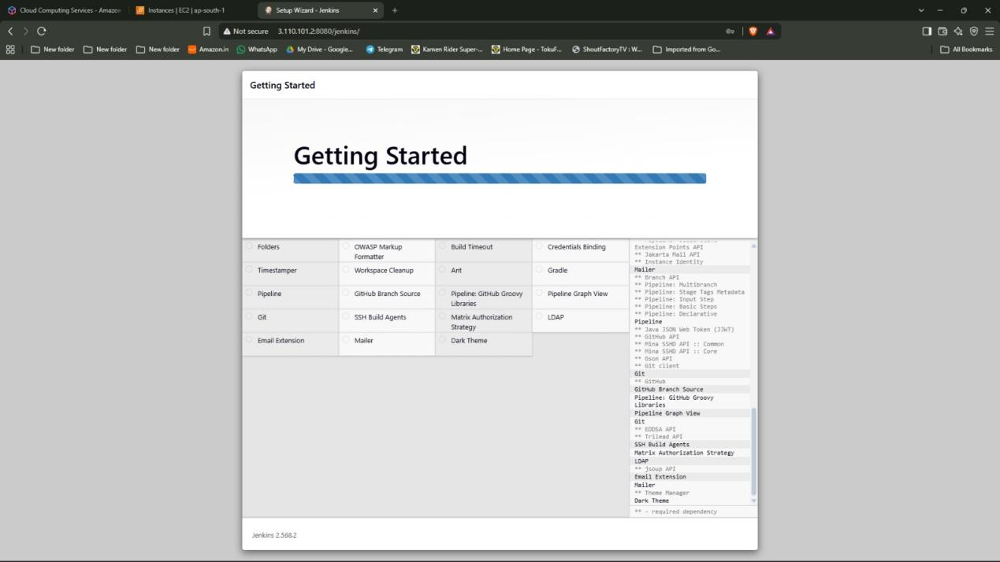 Cloud Computing Services - Amazon
Instances | EC2 | ap-south-1
Setup Wizard - Jenkins
Not secure
3.110.101.2:8080/jenkins/
New folder
New folder
New folder
Amazon.in
WhatsApp
My Drive - Google...
Telegram
Kamen Rider Super-...
Home Page - TokuF...
ShoutFactoryTV : W...
Imported from Go...
All Bookmarks
Getting Started
Getting Started
Folders
OWASP Markup
Formatter
Build Timeout
Credentials Binding
Timestamper
Workspace Cleanup
Ant
Gradle
Pipeline
GitHub Branch Source
Pipeline: GitHub Groovy
Libraries
Pipeline Graph View
Git
SSH Build Agents
Matrix Authorization
Strategy
LDAP
Email Extension
Mailer
Dark Theme
Extension Points API
** Jakarta Mail API
** Instance Identity
Mailer
** Branch API
** Pipeline: Multibranch
** Pipeline: Stage Tags Metadata
** Pipeline: Input Step
** Pipeline: Basic Steps
** Pipeline: Declarative
Pipeline
** Java JSON Web Token (JJWT)
** GitHub API
** Mina SSHD API :: Common
** Mina SSHD API :: Core
** Gson API
** Git client
Git
** GitHub
GitHub Branch Source
Pipeline: GitHub Groovy
Libraries
Pipeline Graph View
Git
** EDDSA API
** Trilead API
SSH Build Agents
Matrix Authorization Strategy
LDAP
** jsoup API
Email Extension
Mailer
** Theme Manager
Dark Theme
** - required dependency
Jenkins 2.568.2